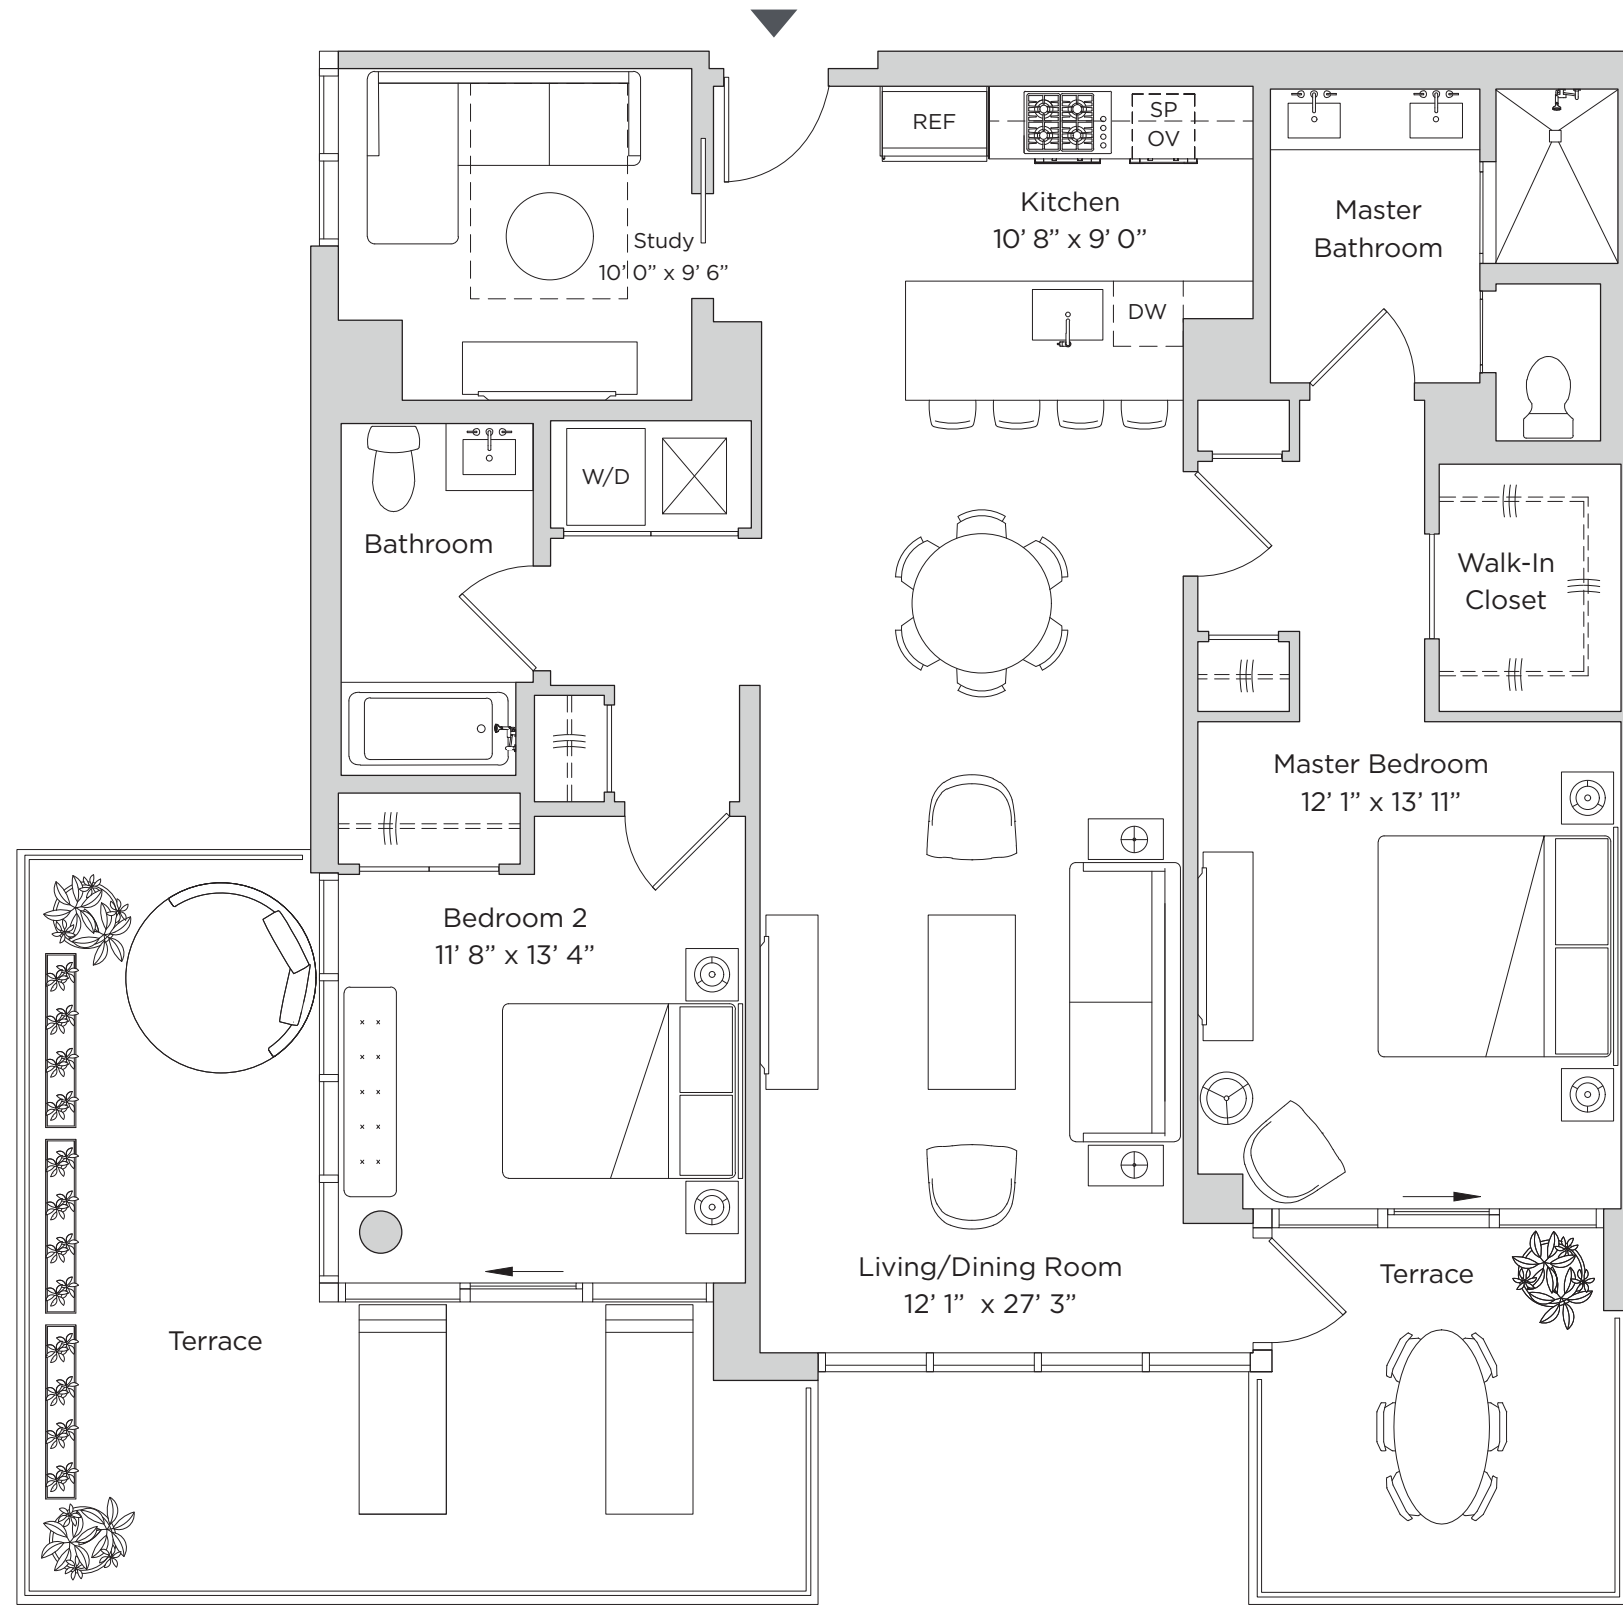 REF
SP
OV
Kitchen
10’ 8” x 9’ 0”
Master
Bathroom
Study
10’ 0” x 9’ 6”
DW
W/D
Bathroom
Walk-In
Closet
Master Bedroom
12’ 1” x 13’ 11”
Bedroom 2
11’ 8” x 13’ 4”
Living/Dining Room
12’ 1” x 27’ 3”
Terrace
Terrace